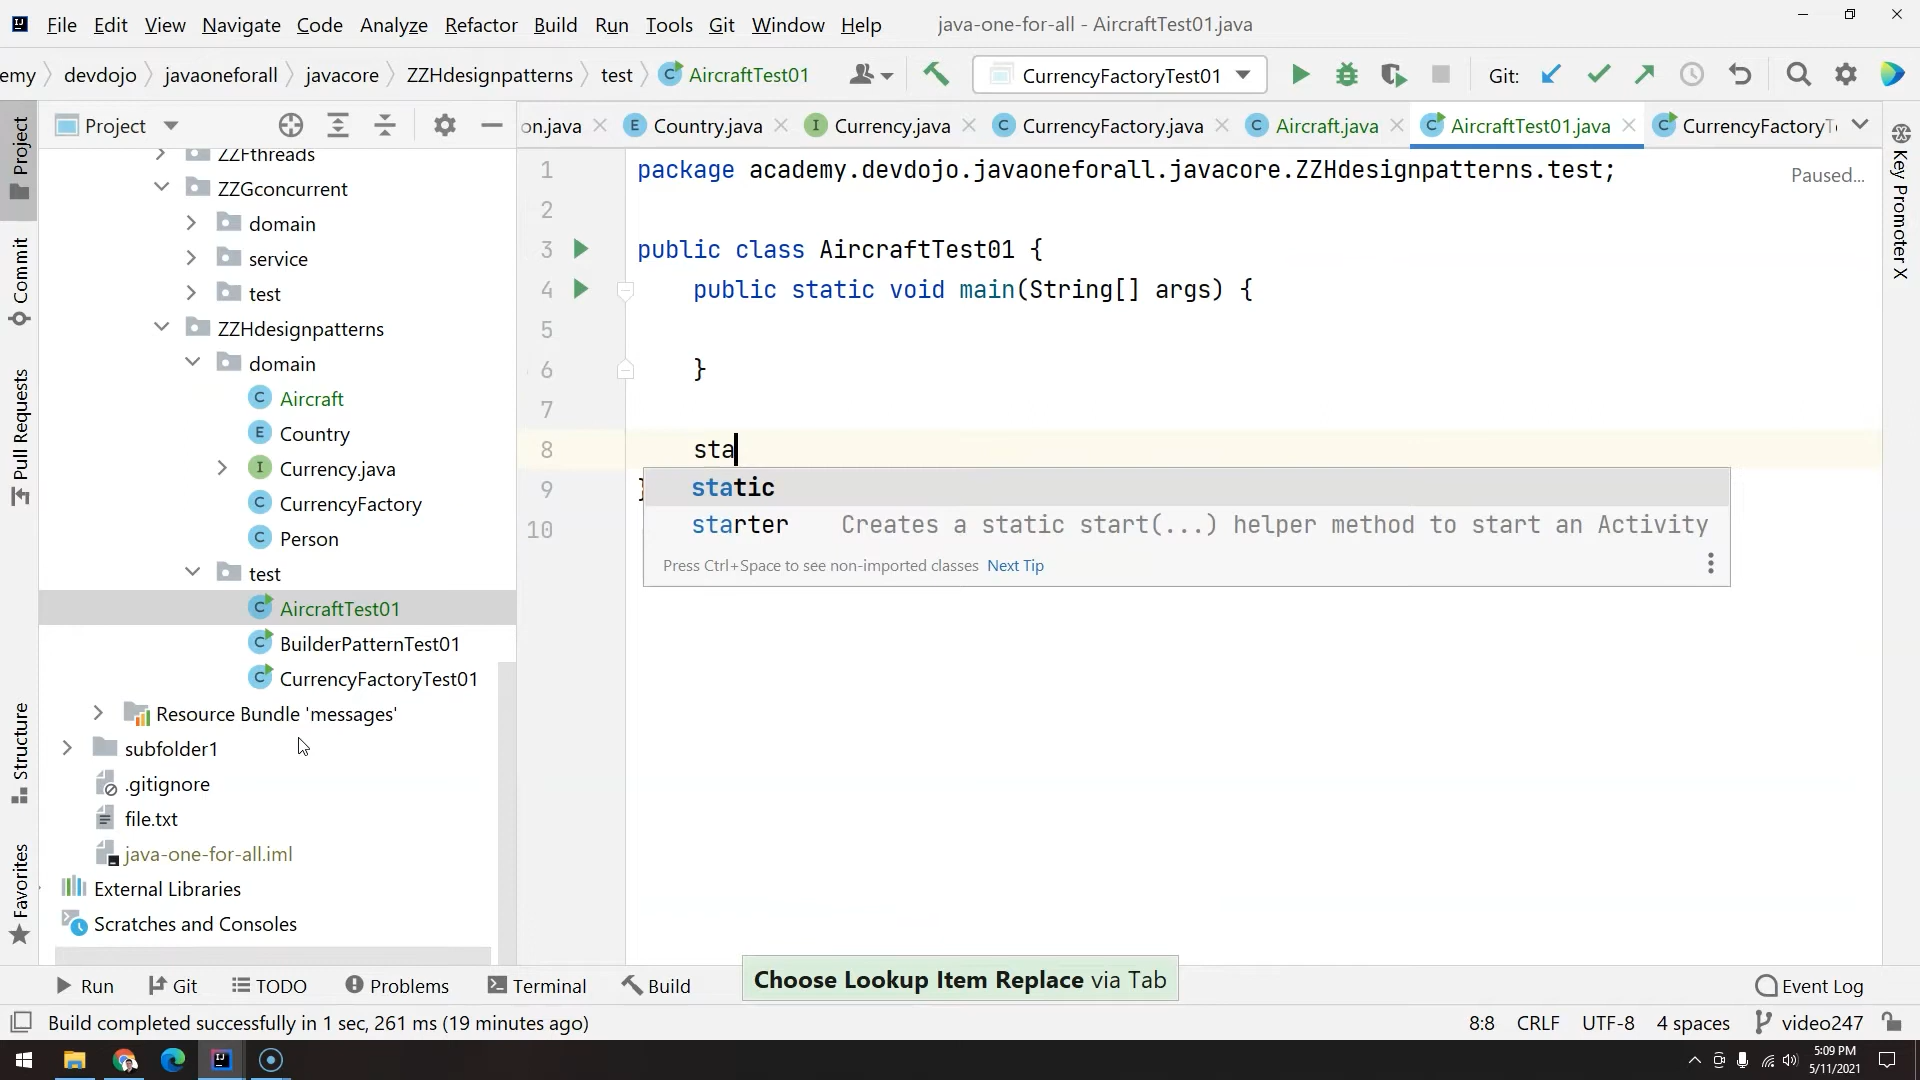 File Edit View Navigate Code Analyze Refactor Build Run Tools Git Window Help java-one-for-all - AircraftTest01.java
emy devdojo javaoneforall javacore ZZHdesignpatterns test AircraftTest01 CurrencyFactoryTest01 Git:
Project on.java Country.java Currency.java CurrencyFactory.java Aircraft.java AircraftTest01.java CurrencyFactoryT
Project
Commit
Pull Requests
Structure
Favorites
ZZFthreads
ZZGconcurrent
domain
service
test
ZZHdesignpatterns
domain
Aircraft
Country
Currency.java
CurrencyFactory
Person
test
AircraftTest01
BuilderPatternTest01
CurrencyFactoryTest01
Resource Bundle 'messages'
subfolder1
.gitignore
file.txt
java-one-for-all.iml
External Libraries
Scratches and Consoles
1 package academy.devdojo.javaoneforall.javacore.ZZHdesignpatterns.test;
Paused...
2
3 public class AircraftTest01 {
4 public static void main(String[] args) {
5
6 }
7
8 sta
9 }
10
static
starter Creates a static start(...) helper method to start an Activity
Press Ctrl+Space to see non-imported classes Next Tip
Key Promoter X
Choose Lookup Item Replace via Tab
Run Git TODO Problems Terminal Build Event Log
Build completed successfully in 1 sec, 261 ms (19 minutes ago) 8:8 CRLF UTF-8 4 spaces video247
5:09 PM
5/11/2021